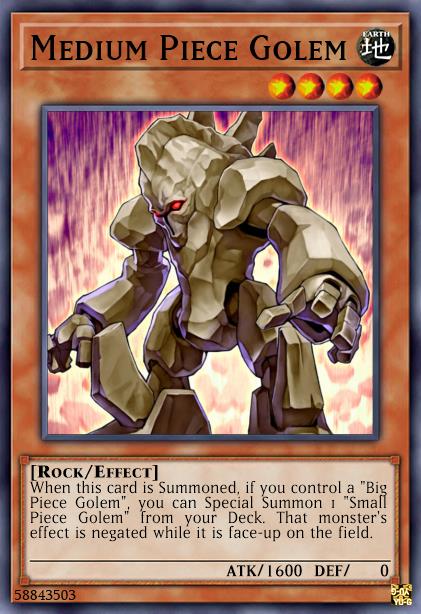 Medium Piece Golem
EARTH
地
[Rock/Effect]
When this card is Summoned, if you control a "Big
Piece Golem", you can Special Summon 1 "Small
Piece Golem" from your Deck. That monster's
effect is negated while it is face-up on the field.
ATK/1600 DEF/ 0
58843503